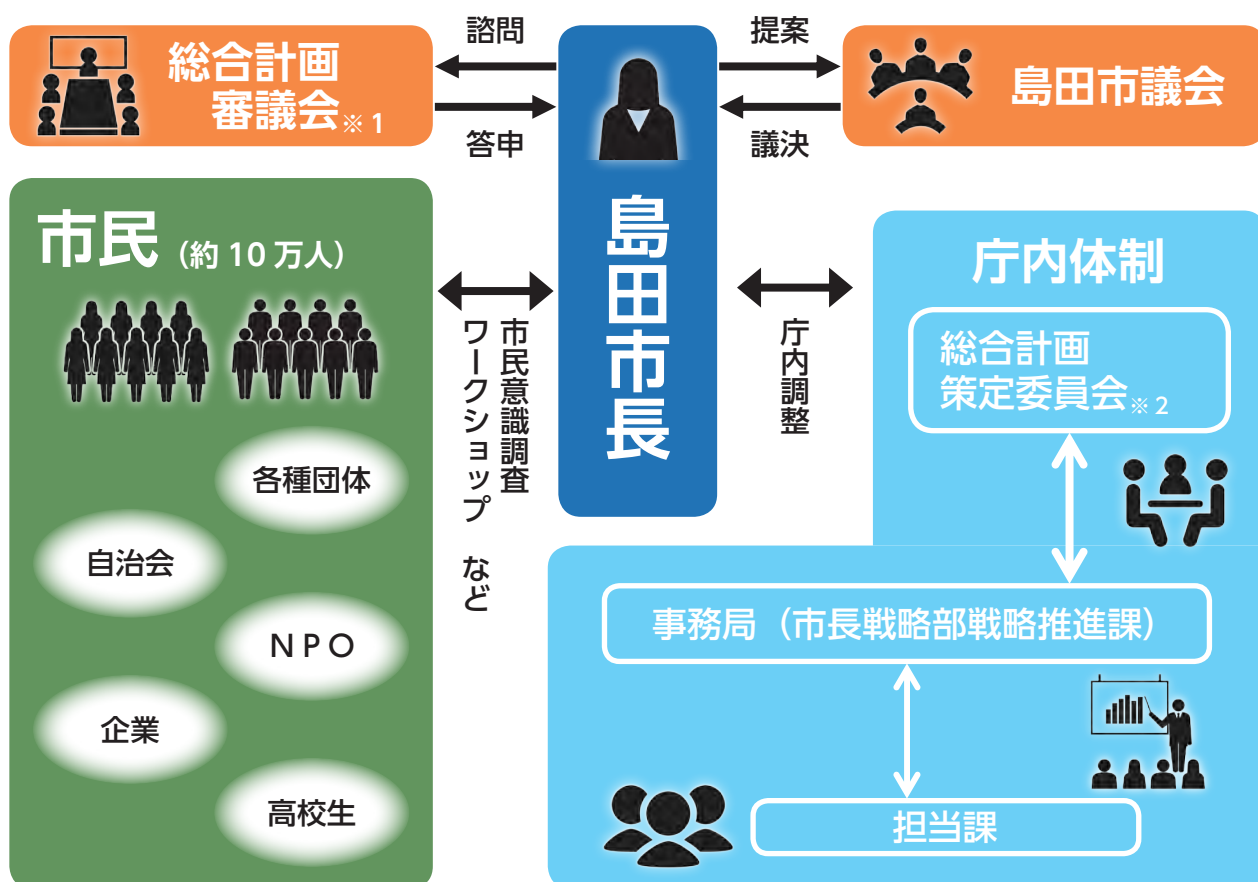 諮問
提案
総合計画
審議会※1
島田市議会
答申
議決
島田市長
市民（約10万人）
市民意識調査
ワークショップ など
庁内調整
庁内体制
総合計画
策定委員会※2
各種団体
自治会
NPO
企業
高校生
事務局（市長戦略部戦略推進課）
担当課